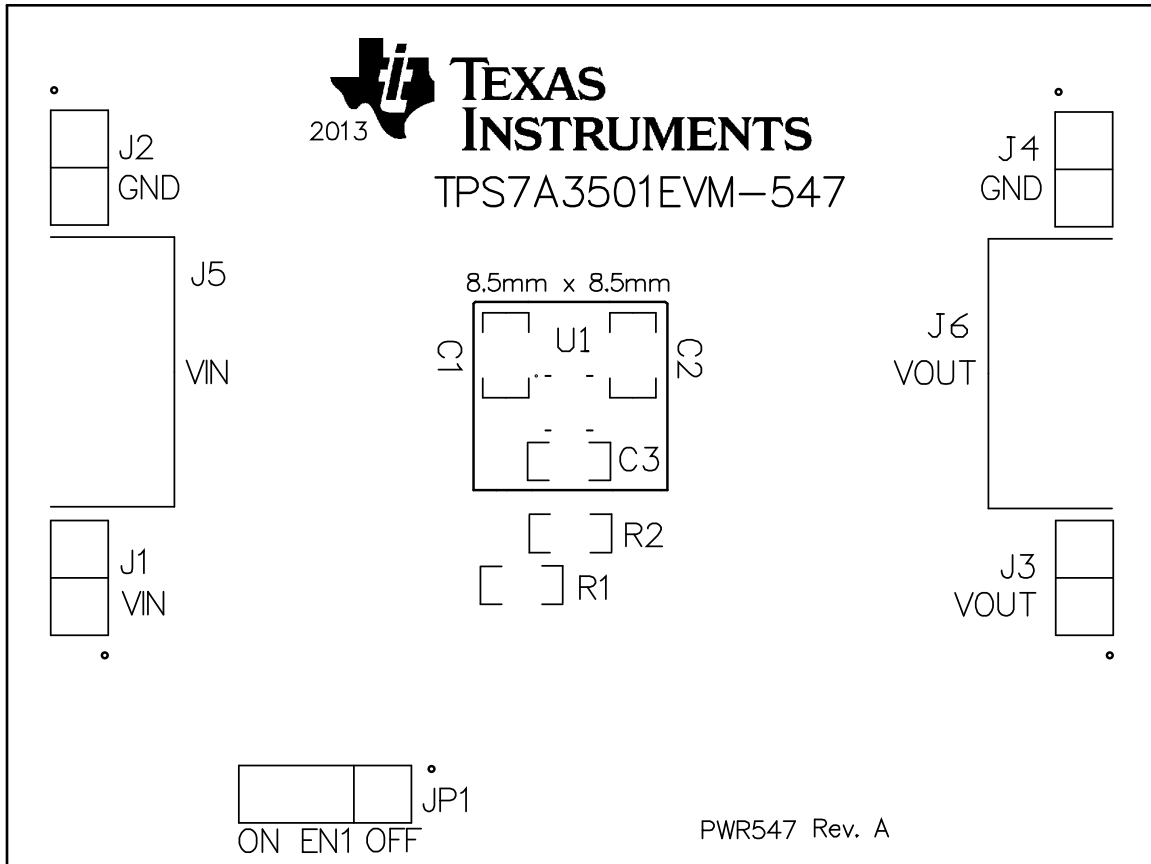 TEXAS
INSTRUMENTS
2013
TPS7A3501EVM-547
J2
GND
J4
GND
J5
8.5mm x 8.5mm
U1
C1
C2
J6
VIN
VOUT
C3
R2
R1
J1
VIN
J3
VOUT
JP1
ON EN1 OFF
PWR547 Rev. A